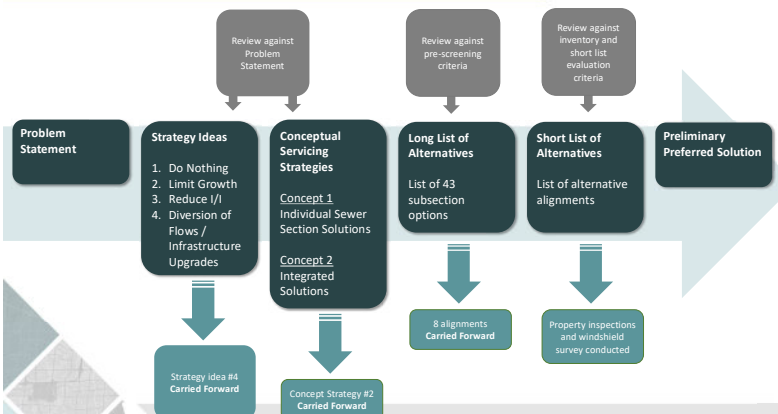 Review against
Problem
Statement
Review against
pre-screening
criteria
Review against
inventory and
short list
evaluation
criteria
Problem
Statement
Strategy Ideas
1. Do Nothing
2. Limit Growth
3. Reduce I/I
4. Diversion of
Flows /
Infrastructure
Upgrades
Conceptual
Servicing
Strategies
Concept 1
Individual Sewer
Section Solutions
Concept 2
Integrated
Solutions
Long List of
Alternatives
List of 43
subsection
options
Short List of
Alternatives
List of alternative
alignments
Preliminary
Preferred Solution
Strategy idea #4
Carried Forward
Concept Strategy #2
Carried Forward
8 alignments
Carried Forward
Property inspections
and windshield
survey conducted